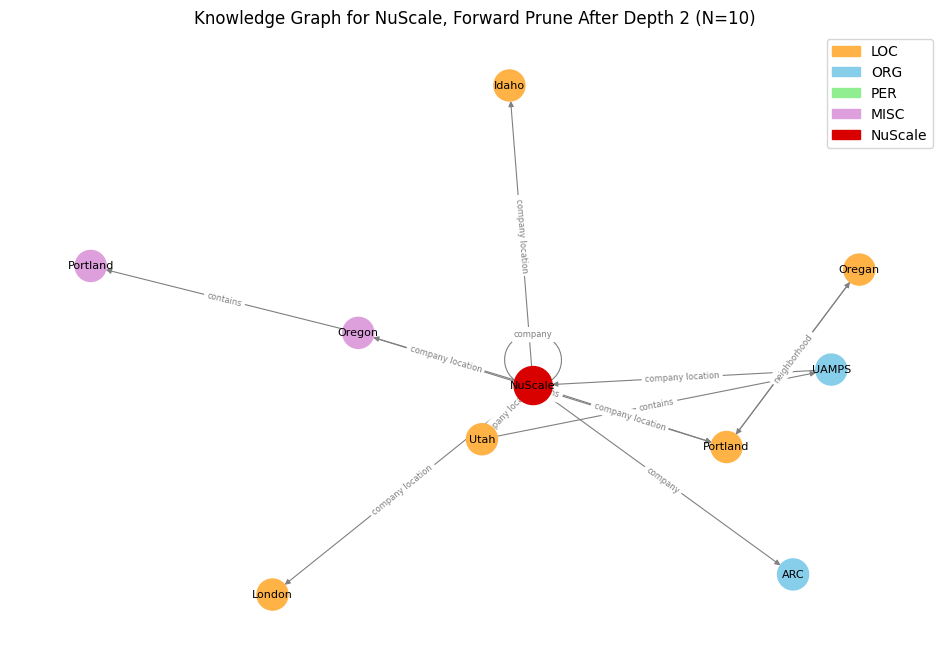 Knowledge Graph for NuScale, Forward Prune After Depth 2 (N=10)
LOC
ORG
PER
MISC
NuScale
Idaho
company location
Portland
contains
Oregan
neighborhood
Oregon
company location
company
UAMPS
company location
NuScale
contains
company location
Utah
Portland
company location
company
ARC
London